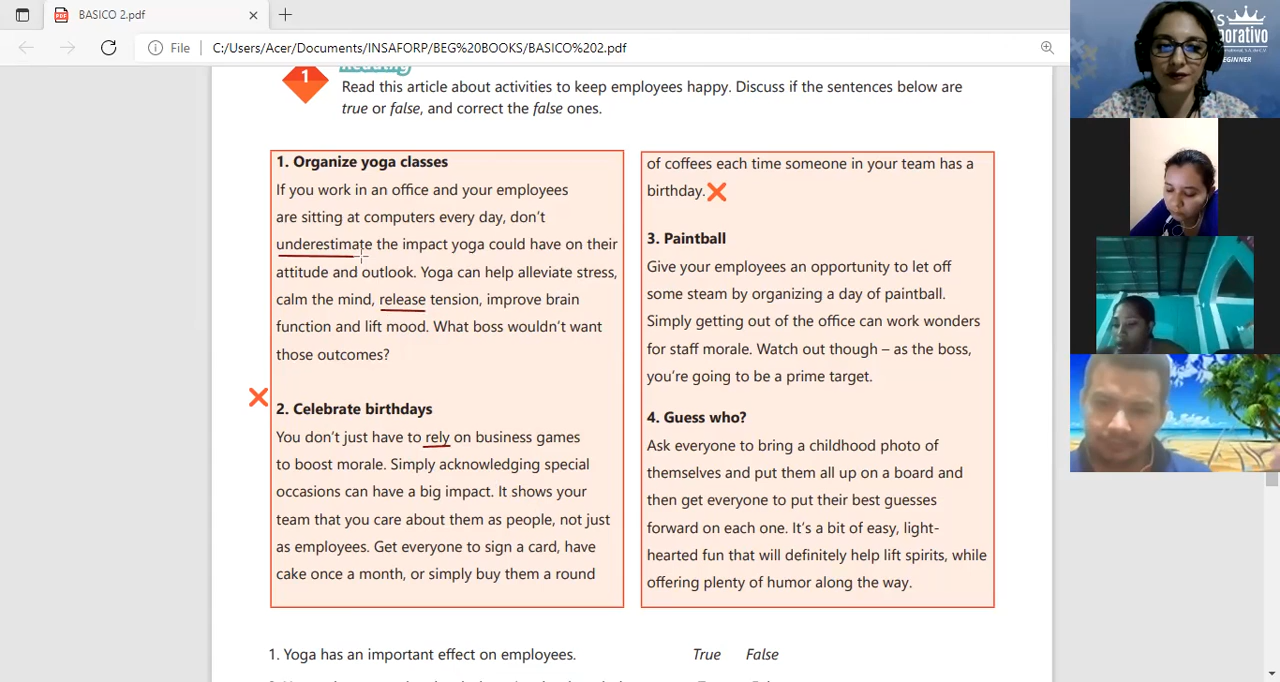 BASICO 2.pdf
File
C:/Users/Acer/Documents/INSAFORP/BEG%20BOOKS/BASICO%202.pdf
1
Read this article about activities to keep employees happy. Discuss if the sentences below are
true or false, and correct the false ones.
1. Organize yoga classes
If you work in an office and your employees
are sitting at computers every day, don't
underestimate the impact yoga could have on their
attitude and outlook. Yoga can help alleviate stress,
calm the mind, release tension, improve brain
function and lift mood. What boss wouldn't want
those outcomes?
2. Celebrate birthdays
You don't just have to rely on business games
to boost morale. Simply acknowledging special
occasions can have a big impact. It shows your
team that you care about them as people, not just
as employees. Get everyone to sign a card, have
cake once a month, or simply buy them a round
of coffees each time someone in your team has a
birthday.
3. Paintball
Give your employees an opportunity to let off
some steam by organizing a day of paintball.
Simply getting out of the office can work wonders
for staff morale. Watch out though – as the boss,
you're going to be a prime target.
4. Guess who?
Ask everyone to bring a childhood photo of
themselves and put them all up on a board and
then get everyone to put their best guesses
forward on each one. It's a bit of easy, light-
hearted fun that will definitely help lift spirits, while
offering plenty of humor along the way.
1. Yoga has an important effect on employees. True False